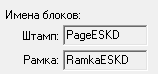 Имена блоков:
Штамп: PageESKD
Рамка: RamkaESKD